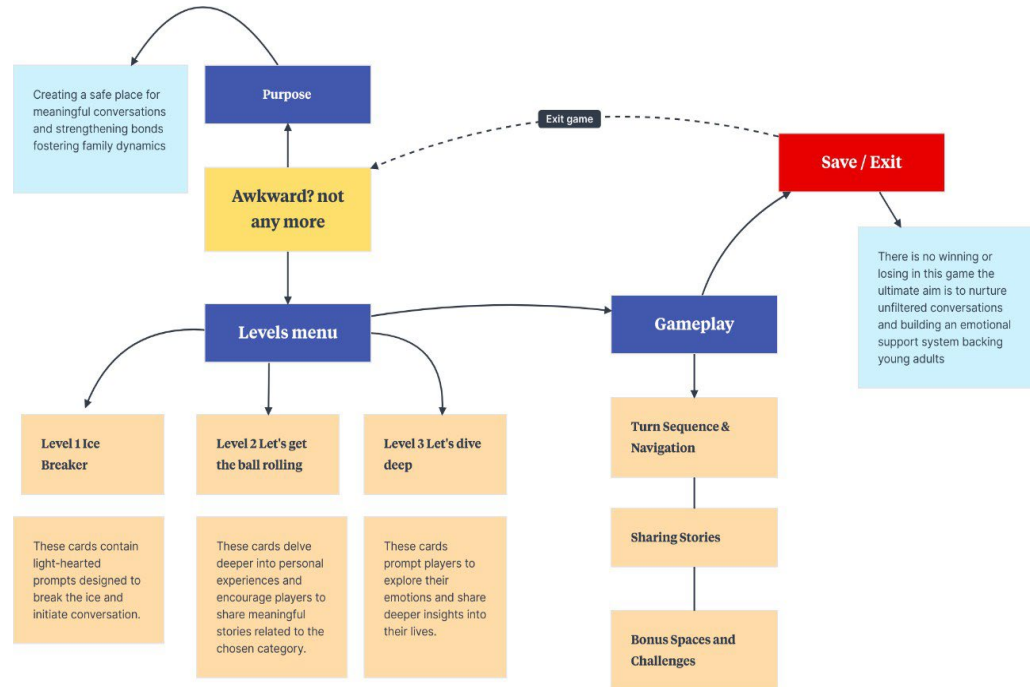 Creating a safe place for
meaningful conversations
and strengthening bonds
fostering family dynamics
Purpose
Exit game
Save / Exit
Awkward? not
any more
There is no winning or
losing in this game the
ultimate aim is to nurture
unfiltered conversations
and building an emotional
support system backing
young adults
Levels menu
Gameplay
Level 1 Ice
Breaker
Level 2 Let's get
the ball rolling
Level 3 Let's dive
deep
Turn Sequence &
Navigation
These cards contain
light-hearted
prompts designed to
break the ice and
initiate conversation.
These cards delve
deeper into personal
experiences and
encourage players to
share meaningful
stories related to the
chosen category.
These cards
prompt players to
explore their
emotions and share
deeper insights into
their lives.
Sharing Stories
Bonus Spaces and
Challenges